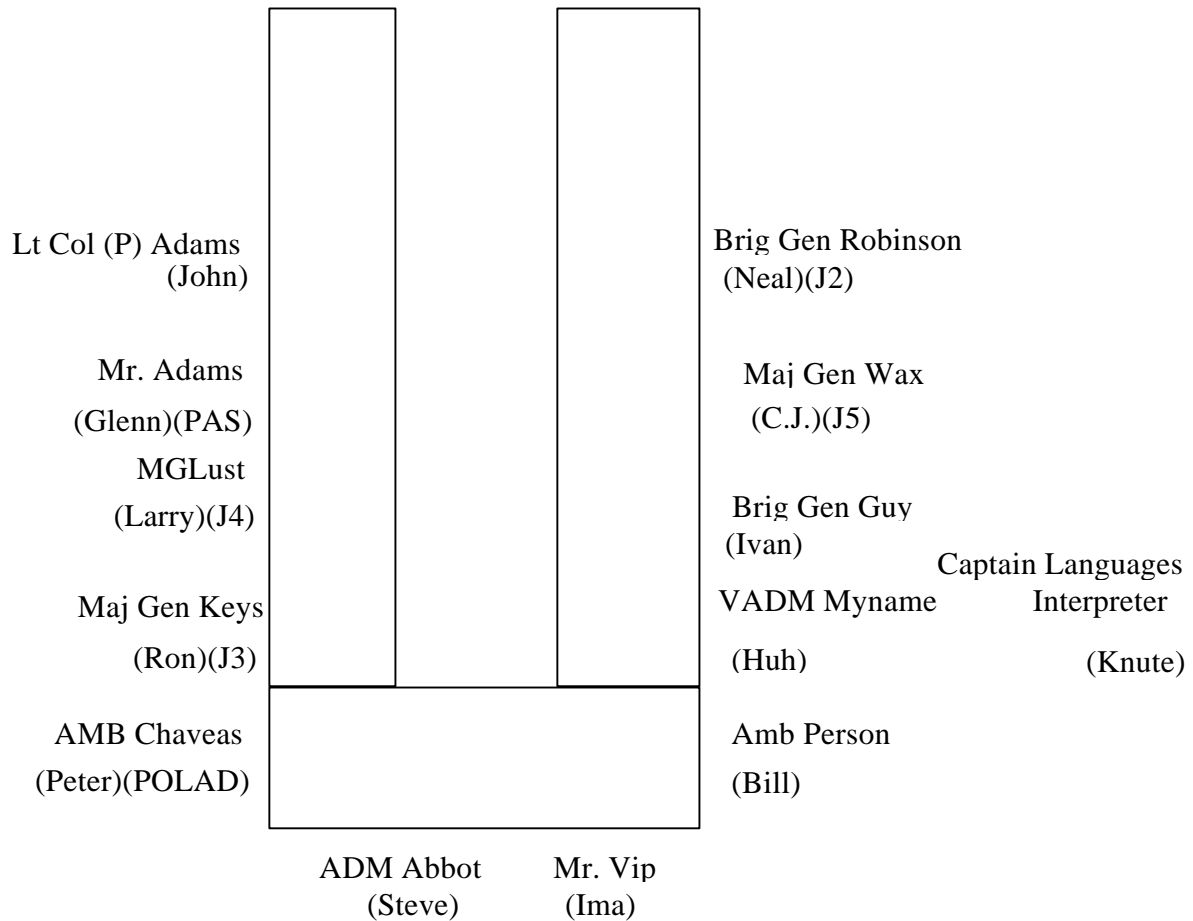 Lt Col (P) Adams
(John)
Mr. Adams
(Glenn)(PAS)
MGLust
(Larry)(J4)
Maj Gen Keys
(Ron)(J3)
AMB Chaveas
(Peter)(POLAD)
Brig Gen Robinson
(Neal)(J2)
Maj Gen Wax
(C.J.)(J5)
Brig Gen Guy
(Ivan)
VADM Myname
(Huh)
Captain Languages
Interpreter
(Knute)
Amb Person
(Bill)
ADM Abbot
(Steve)
Mr. Vip
(Ima)